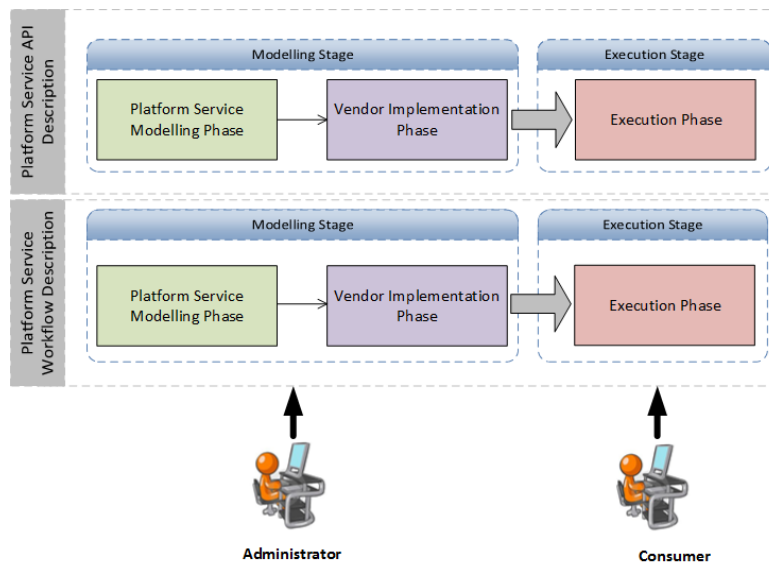 Platform Service API
Description
Modelling Stage
Execution Stage
Platform Service
Modelling Phase
Vendor Implementation
Phase
Execution Phase
Platform Service
Workflow Description
Modelling Stage
Execution Stage
Platform Service
Modelling Phase
Vendor Implementation
Phase
Execution Phase
Administrator
Consumer